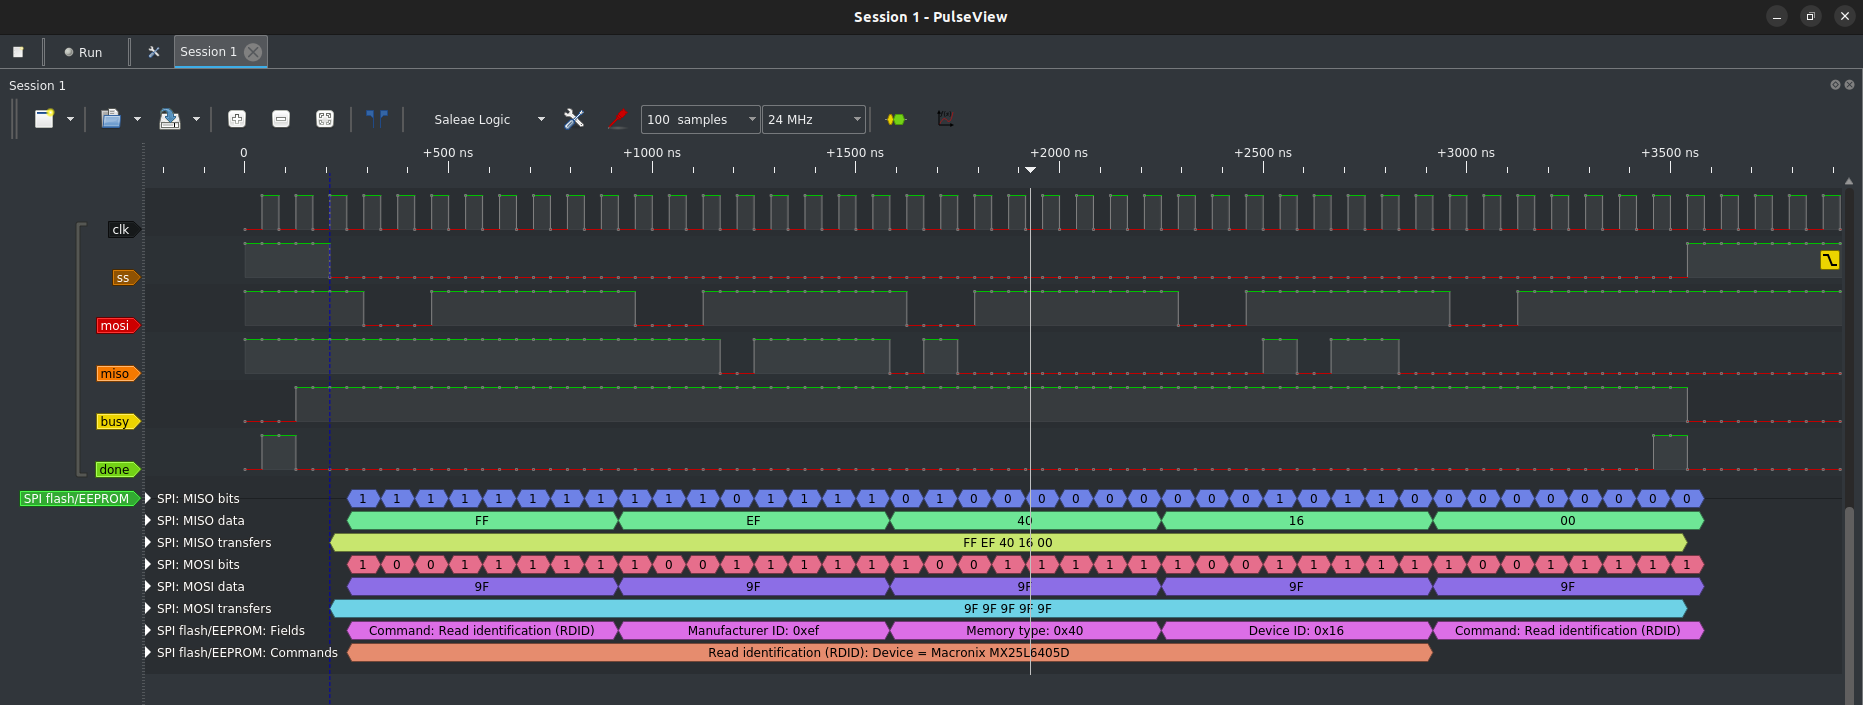 Session 1 - PulseView
Run
Session 1
Session 1
Saleae Logic
100 samples
24 MHz
0 +500 ns +1000 ns +1500 ns +2000 ns +2500 ns +3000 ns +3500 ns
clk
ss
mosi
miso
busy
done
SPI flash/EEPROM SPI: MISO bits 1 1 1 1 1 1 1 1 1 1 1 0 1 1 1 1 0 1 0 0 0 0 0 0 0 0 0 1 0 1 1 0 0 0 0 0 0 0 0 0
SPI: MISO data FF EF 40 16 00
SPI: MISO transfers FF EF 40 16 00
SPI: MOSI bits 1 0 0 1 1 1 1 1 1 0 0 1 1 1 1 1 1 0 0 1 1 1 1 1 1 0 0 1 1 1 1 1 1 0 0 1 1 1 1 1
SPI: MOSI data 9F 9F 9F 9F 9F
SPI: MOSI transfers 9F 9F 9F 9F 9F
SPI flash/EEPROM: Fields Command: Read identification (RDID) Manufacturer ID: 0xef Memory type: 0x40 Device ID: 0x16 Command: Read identification (RDID)
SPI flash/EEPROM: Commands Read identification (RDID): Device = Macronix MX25L6405D